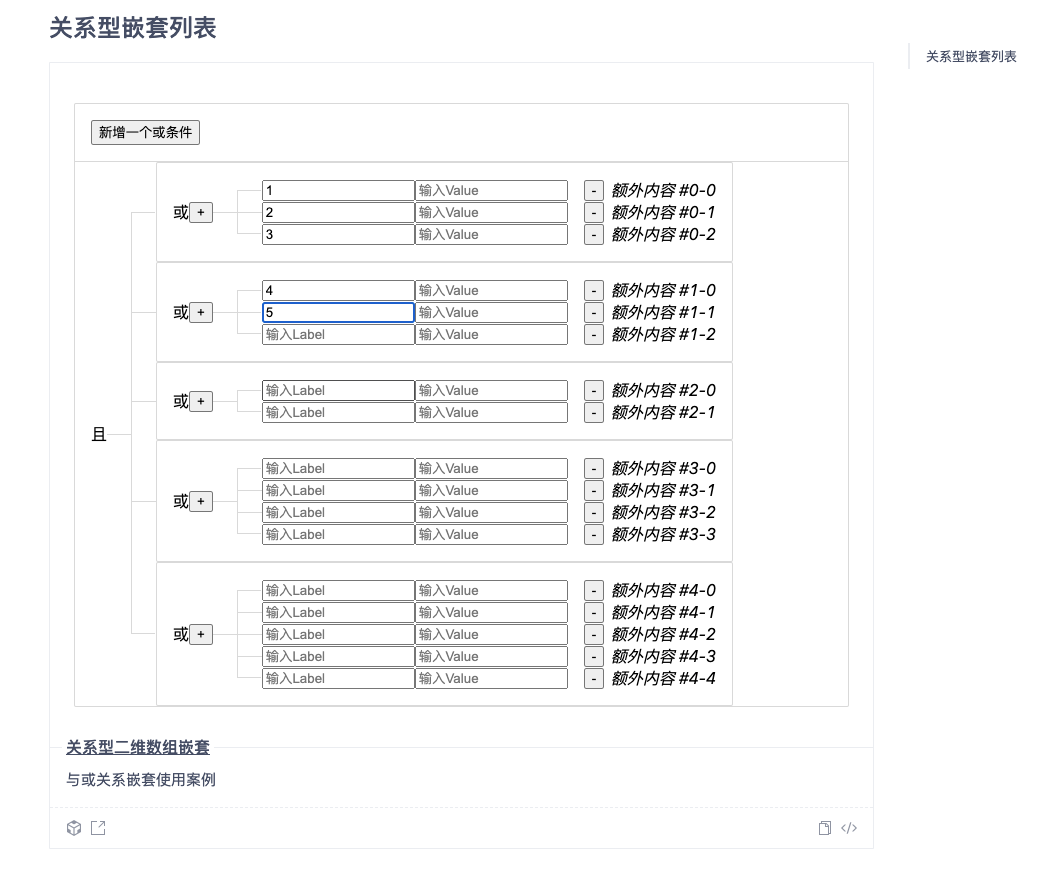 关系型嵌套列表
关系型嵌套列表
新增一个或条件
1 输入Value - 额外内容 #0-0
或 + 2 输入Value - 额外内容 #0-1
3 输入Value - 额外内容 #0-2
4 输入Value - 额外内容 #1-0
或 + 5 输入Value - 额外内容 #1-1
输入Label 输入Value - 额外内容 #1-2
输入Label 输入Value - 额外内容 #2-0
或 +
输入Label 输入Value - 额外内容 #2-1
且
输入Label 输入Value - 额外内容 #3-0
输入Label 输入Value - 额外内容 #3-1
或 +
输入Label 输入Value - 额外内容 #3-2
输入Label 输入Value - 额外内容 #3-3
输入Label 输入Value - 额外内容 #4-0
输入Label 输入Value - 额外内容 #4-1
或 + 输入Label 输入Value - 额外内容 #4-2
输入Label 输入Value - 额外内容 #4-3
输入Label 输入Value - 额外内容 #4-4
关系型二维数组嵌套
与或关系嵌套使用案例